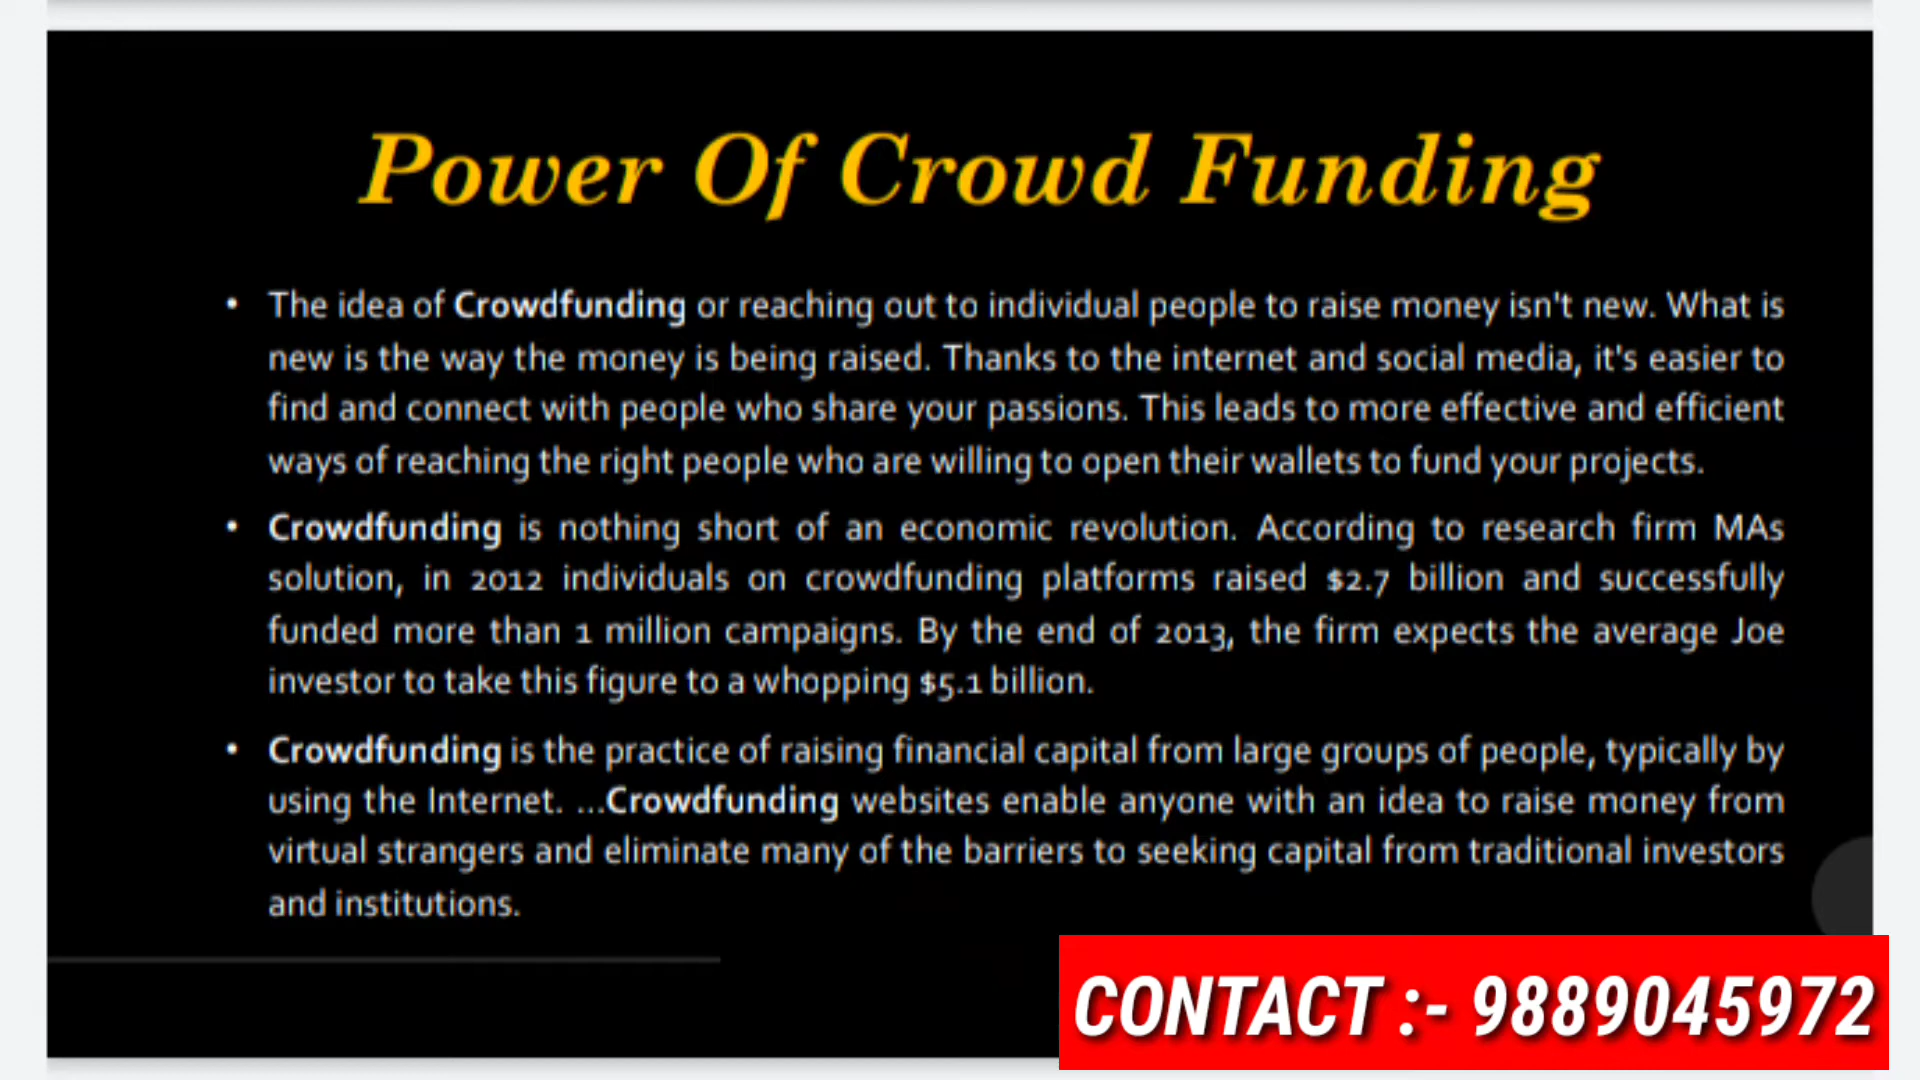 Power Of Crowd Funding
• The idea of Crowdfunding or reaching out to individual people to raise money isn't new. What is
new is the way the money is being raised. Thanks to the internet and social media, it's easier to
find and connect with people who share your passions. This leads to more effective and efficient
ways of reaching the right people who are willing to open their wallets to fund your projects.
• Crowdfunding is nothing short of an economic revolution. According to research firm MAs
solution, in 2012 individuals on crowdfunding platforms raised $2.7 billion and successfully
funded more than 1 million campaigns. By the end of 2013, the firm expects the average Joe
investor to take this figure to a whopping $5.1 billion.
• Crowdfunding is the practice of raising financial capital from large groups of people, typically by
using the Internet. ...Crowdfunding websites enable anyone with an idea to raise money from
virtual strangers and eliminate many of the barriers to seeking capital from traditional investors
and institutions.
CONTACT :- 9889045972